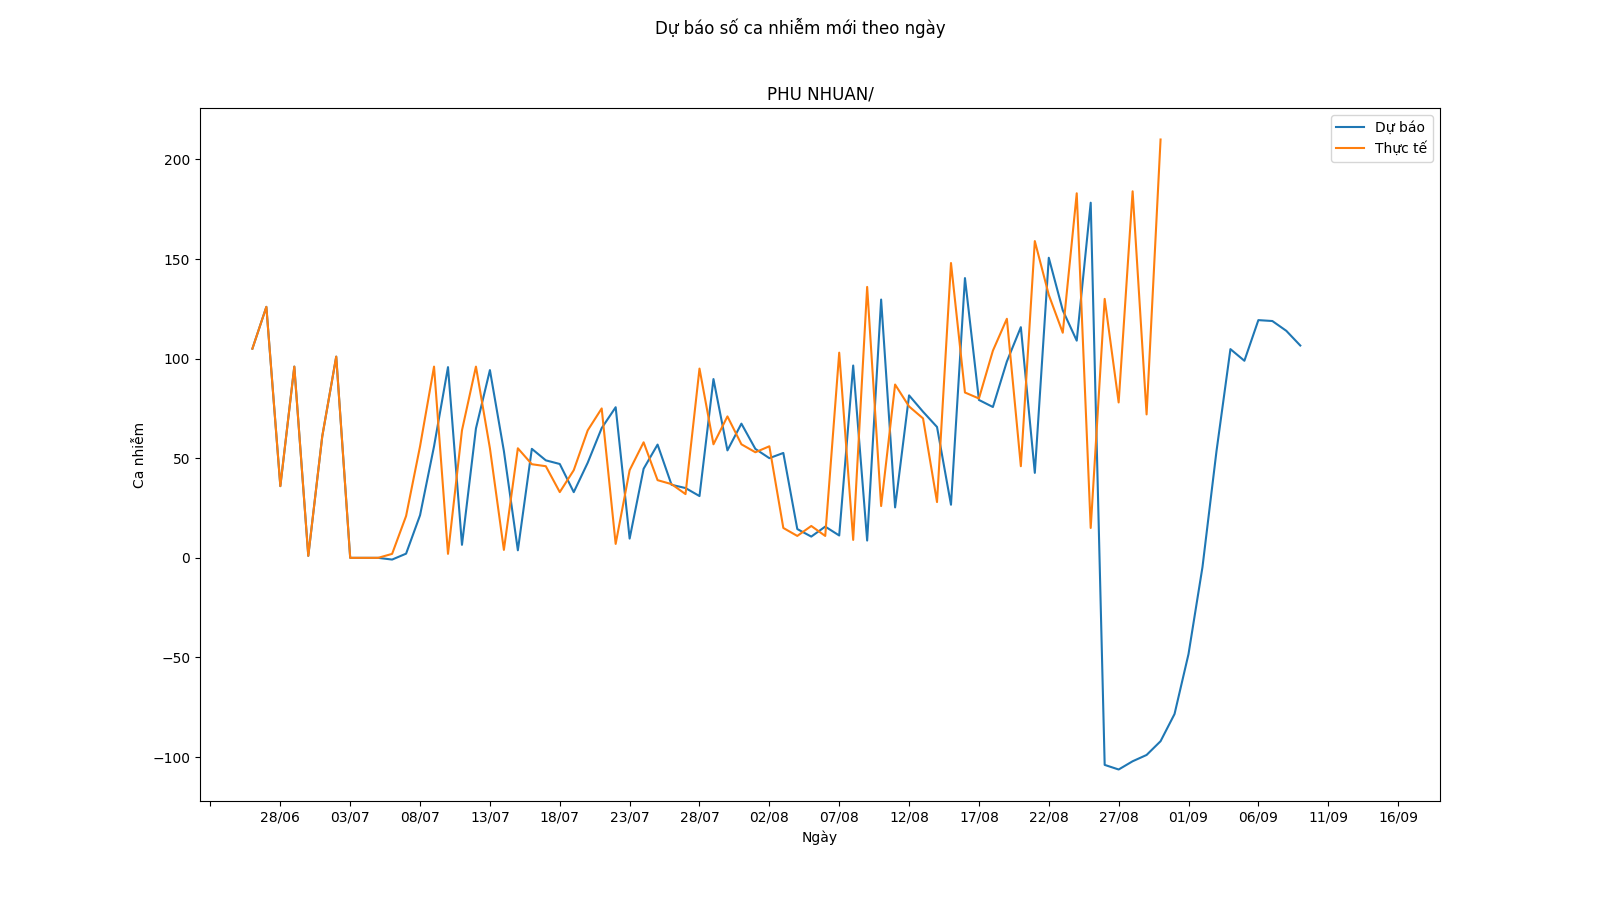 Dự báo số ca nhiễm mới theo ngày
PHU NHUAN/
Dự báo
Thực tế
200
150
100
50
0
−50
−100
Ca nhiễm
28/06 03/07 08/07 13/07 18/07 23/07 28/07 02/08 07/08 12/08 17/08 22/08 27/08 01/09 06/09 11/09 16/09
Ngày